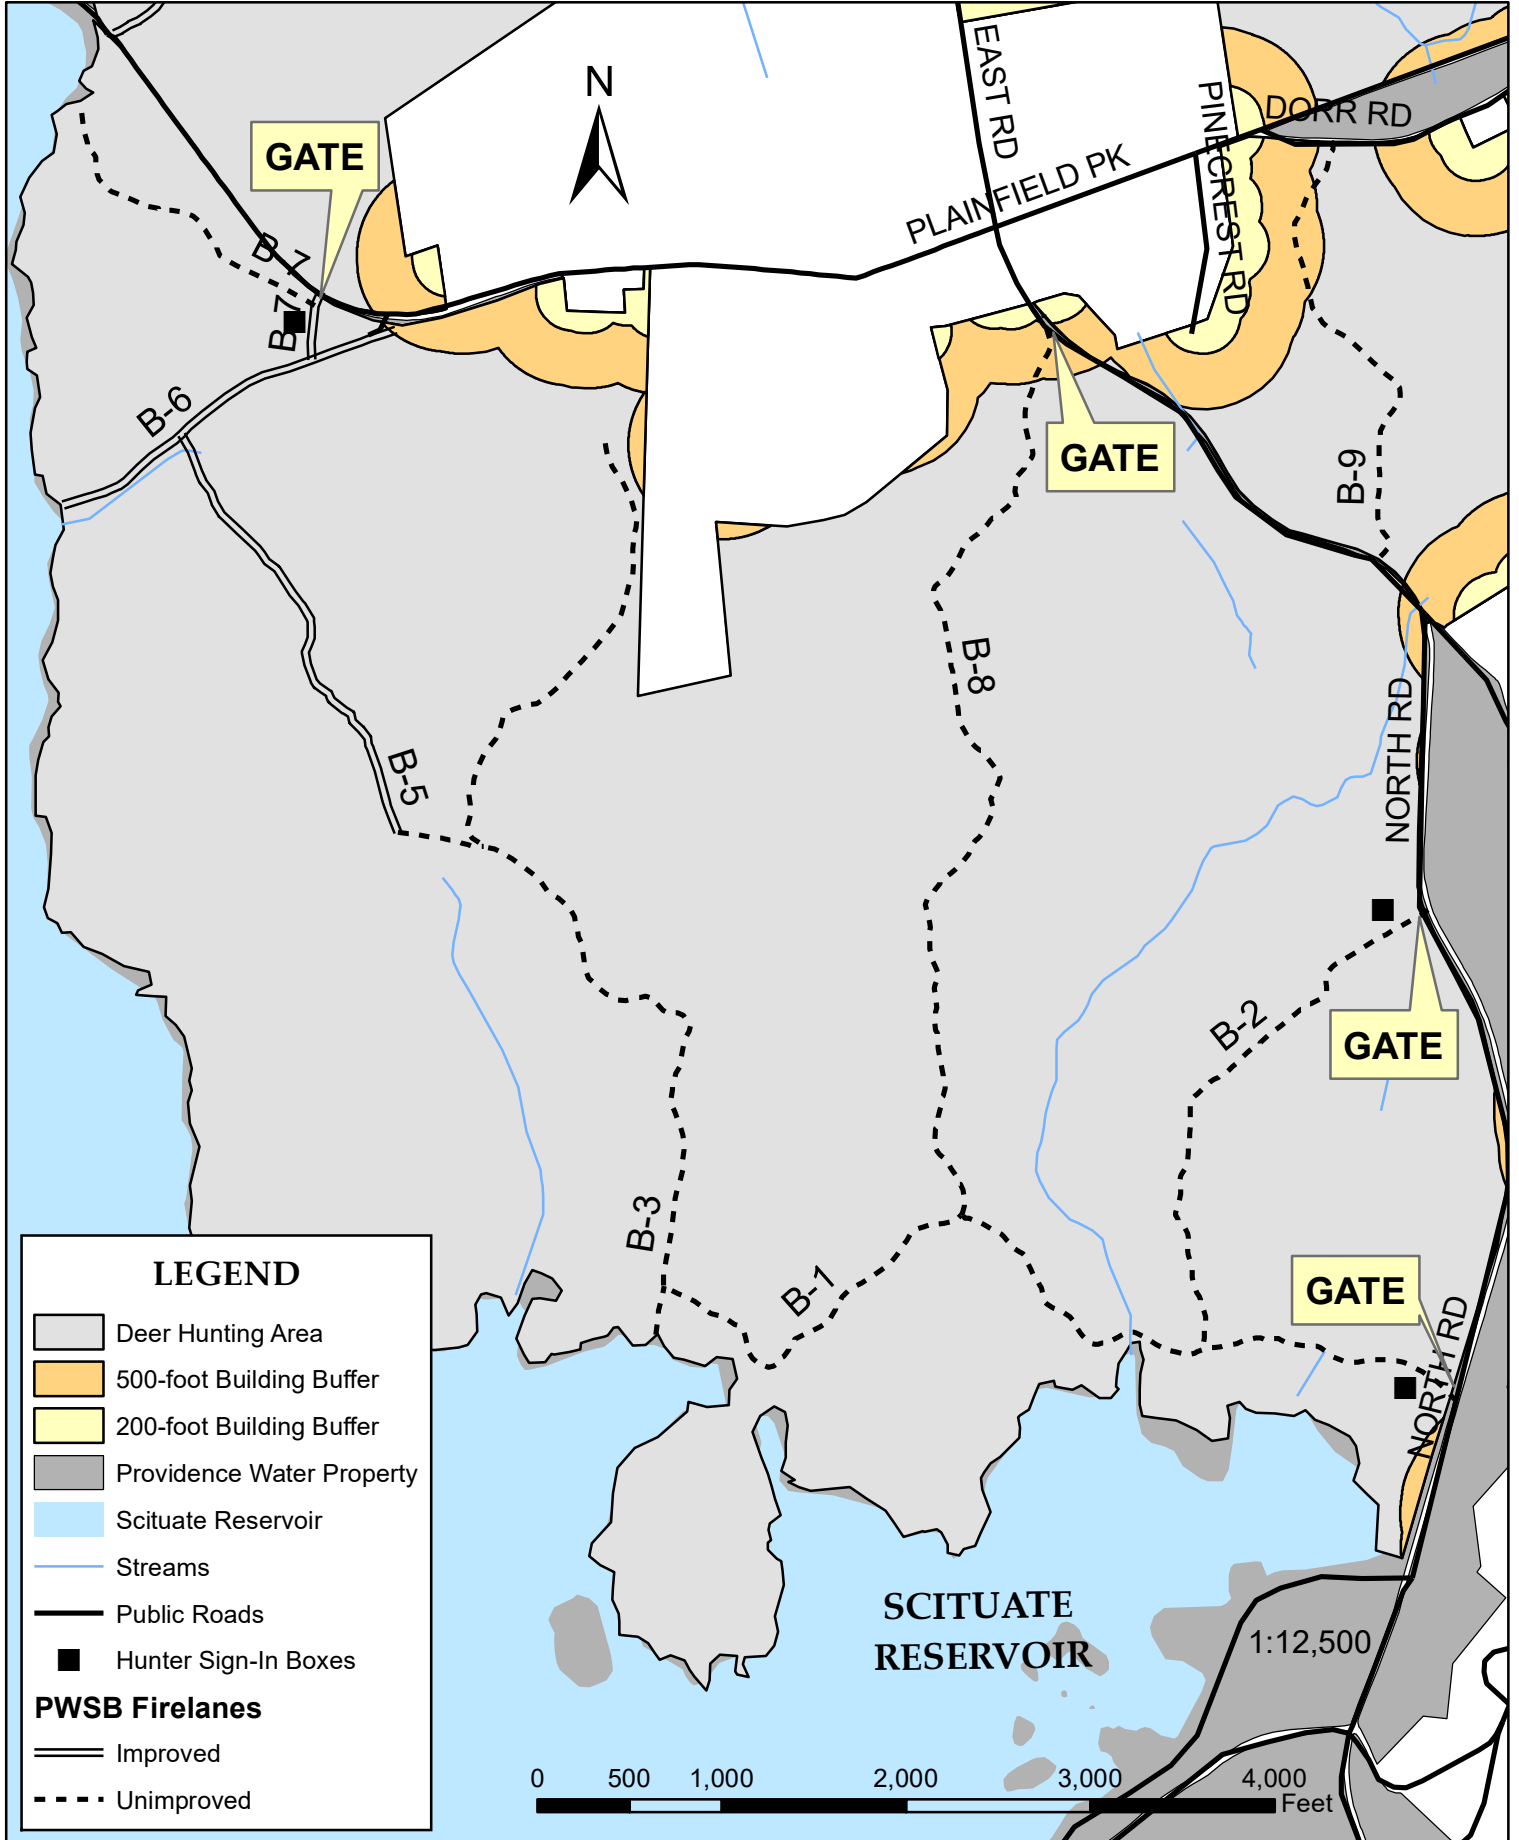 N
EAST RD
PINECREST RD
DORR RD
PLAINFIELD PK
GATE
B-7
B-7
B-6
GATE
B-9
B-8
NORTH RD
B-5
B-2
GATE
B-3
B-1
GATE
NORTH RD
LEGEND
Deer Hunting Area
500-foot Building Buffer
200-foot Building Buffer
Providence Water Property
Scituate Reservoir
Streams
Public Roads
Hunter Sign-In Boxes
PWSB Firelanes
Improved
Unimproved
SCITUATE
RESERVOIR
1:12,500
0 500 1,000 2,000 3,000 4,000
Feet